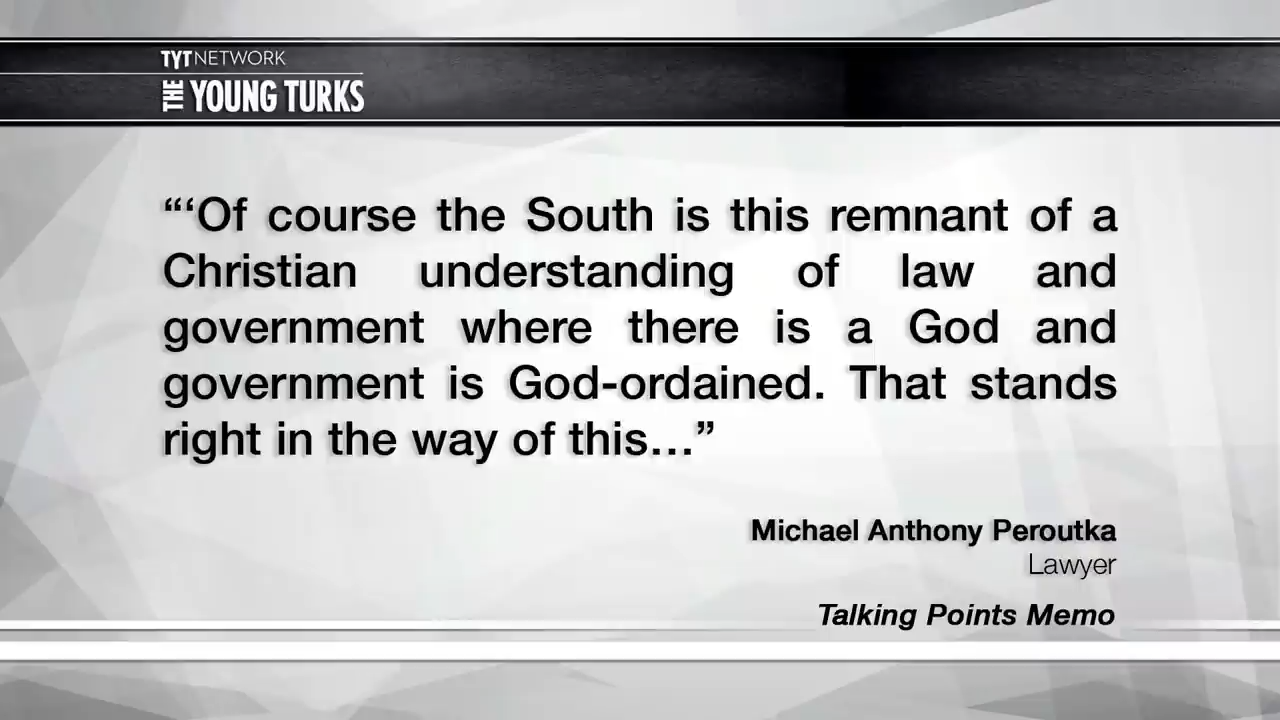 TYT NETWORK
THE YOUNG TURKS
“‘Of course the South is this remnant of a
Christian understanding of law and
government where there is a God and
government is God-ordained. That stands
right in the way of this...”
Michael Anthony Peroutka
Lawyer
Talking Points Memo